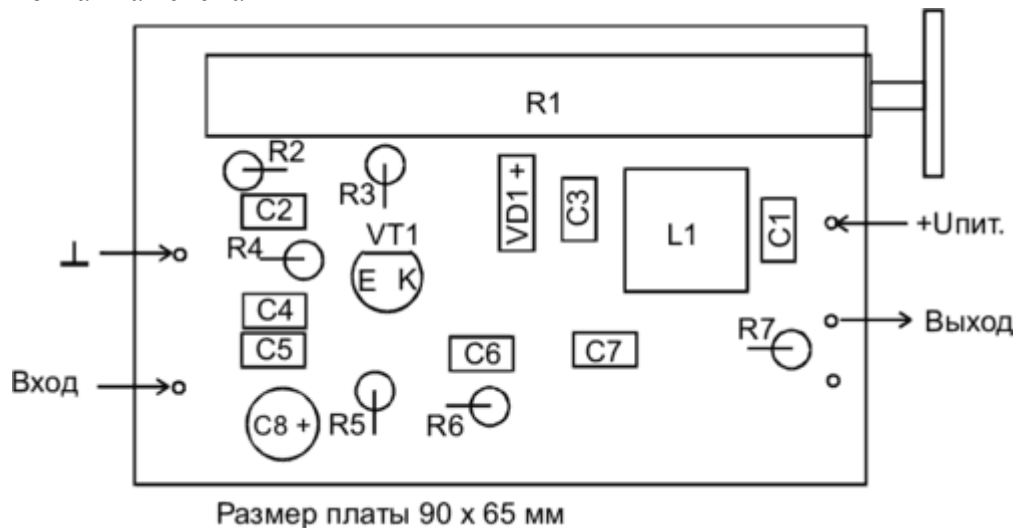 R1
R2
R3
VD1 +
C3
L1
C1
+Uпит.
C2
VT1
R4
E K
C4
Выход
R7
C5
C6
C7
Вход
C8 +
R5
R6
Размер платы 90 х 65 мм